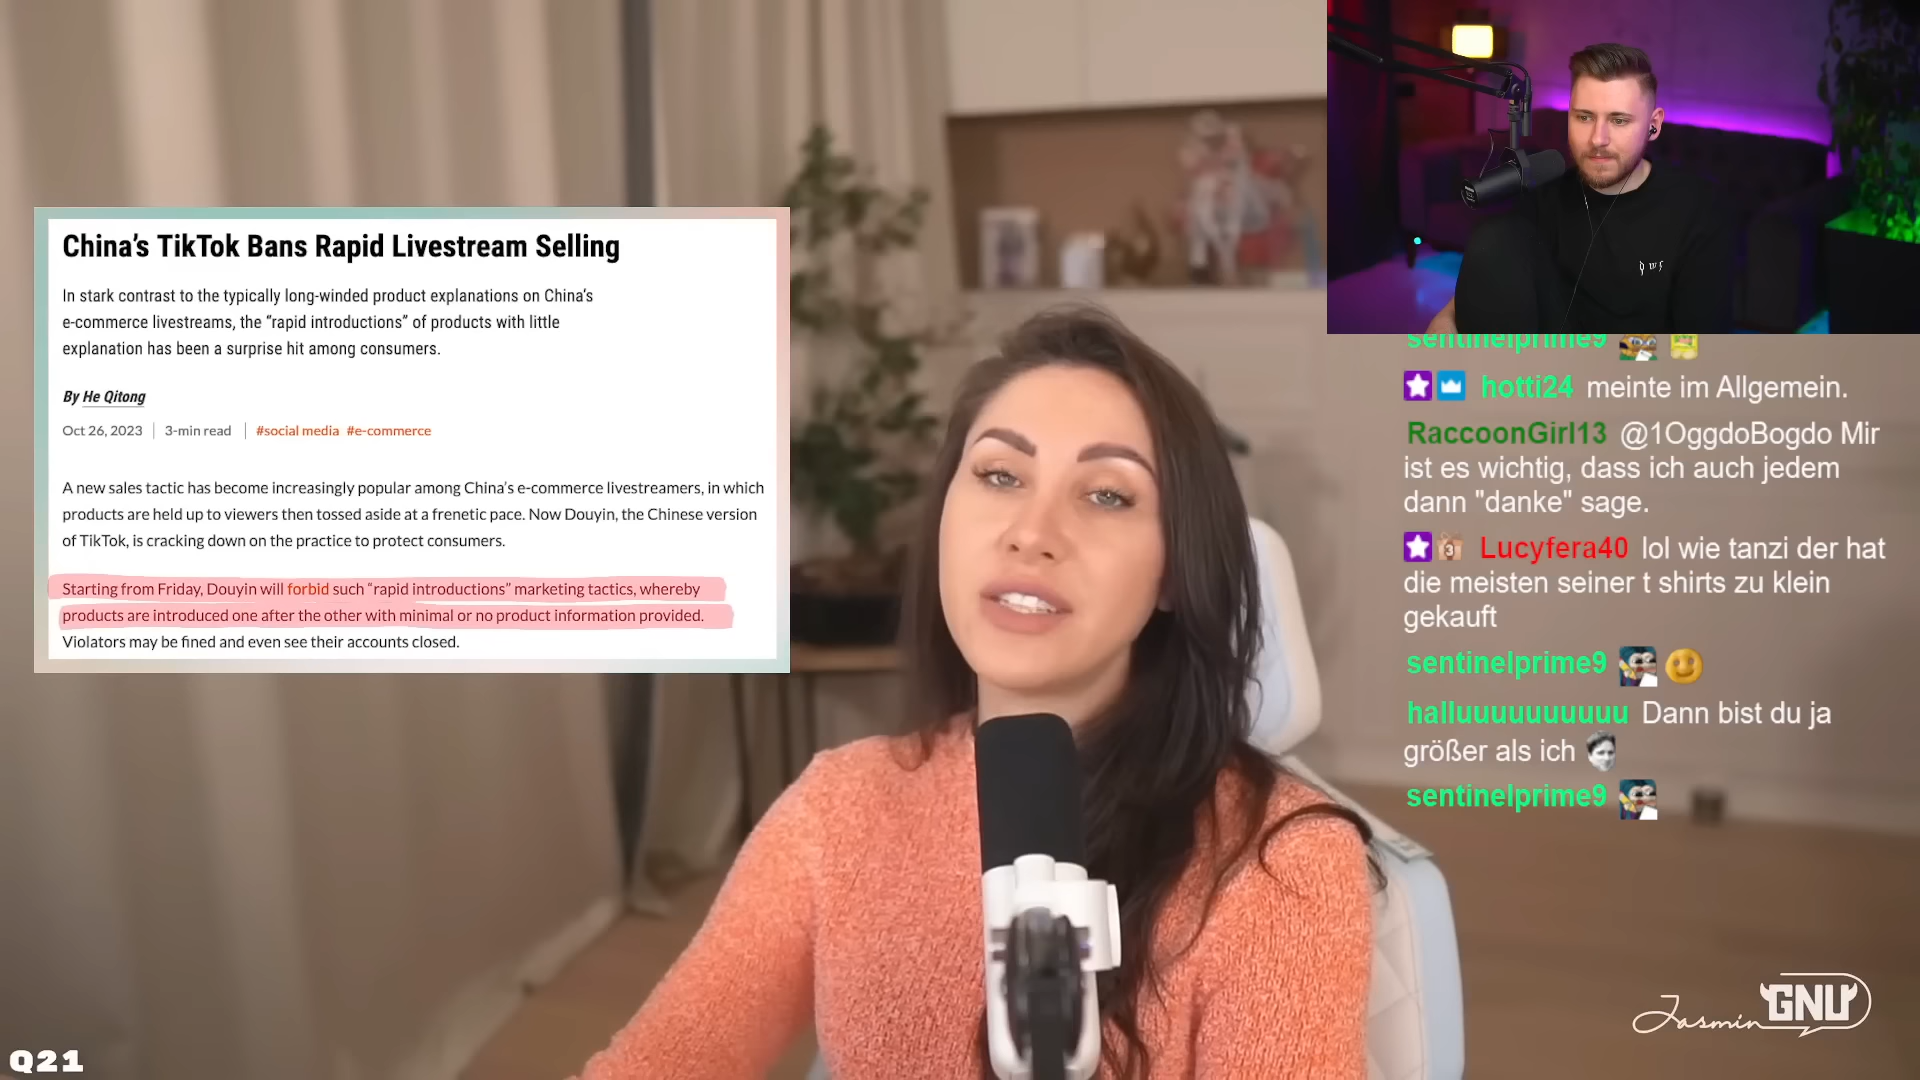 China's TikTok Bans Rapid Livestream Selling
In stark contrast to the typically long-winded product explanations on China's
e-commerce livestreams, the “rapid introductions” of products with little
explanation has been a surprise hit among consumers.
By He Qitong
Oct 26, 2023 3-min read #social media #e-commerce
A new sales tactic has become increasingly popular among China's e-commerce livestreamers, in which
products are held up to viewers then tossed aside at a frenetic pace. Now Douyin, the Chinese version
of TikTok, is cracking down on the practice to protect consumers.
Starting from Friday, Douyin will forbid such “rapid introductions” marketing tactics, whereby
products are introduced one after the other with minimal or no product information provided.
Violators may be fined and even see their accounts closed.
sentinelprime9
hotti24 meinte im Allgemein.
RaccoonGirl13 @1OggdoBogdo Mir
ist es wichtig, dass ich auch jedem
dann "danke" sage.
3 Lucyfera40 lol wie tanzi der hat
die meisten seiner t shirts zu klein
gekauft
sentinelprime9
halluuuuuuuuuu Dann bist du ja
größer als ich
sentinelprime9
Jasmin GNU
Q21